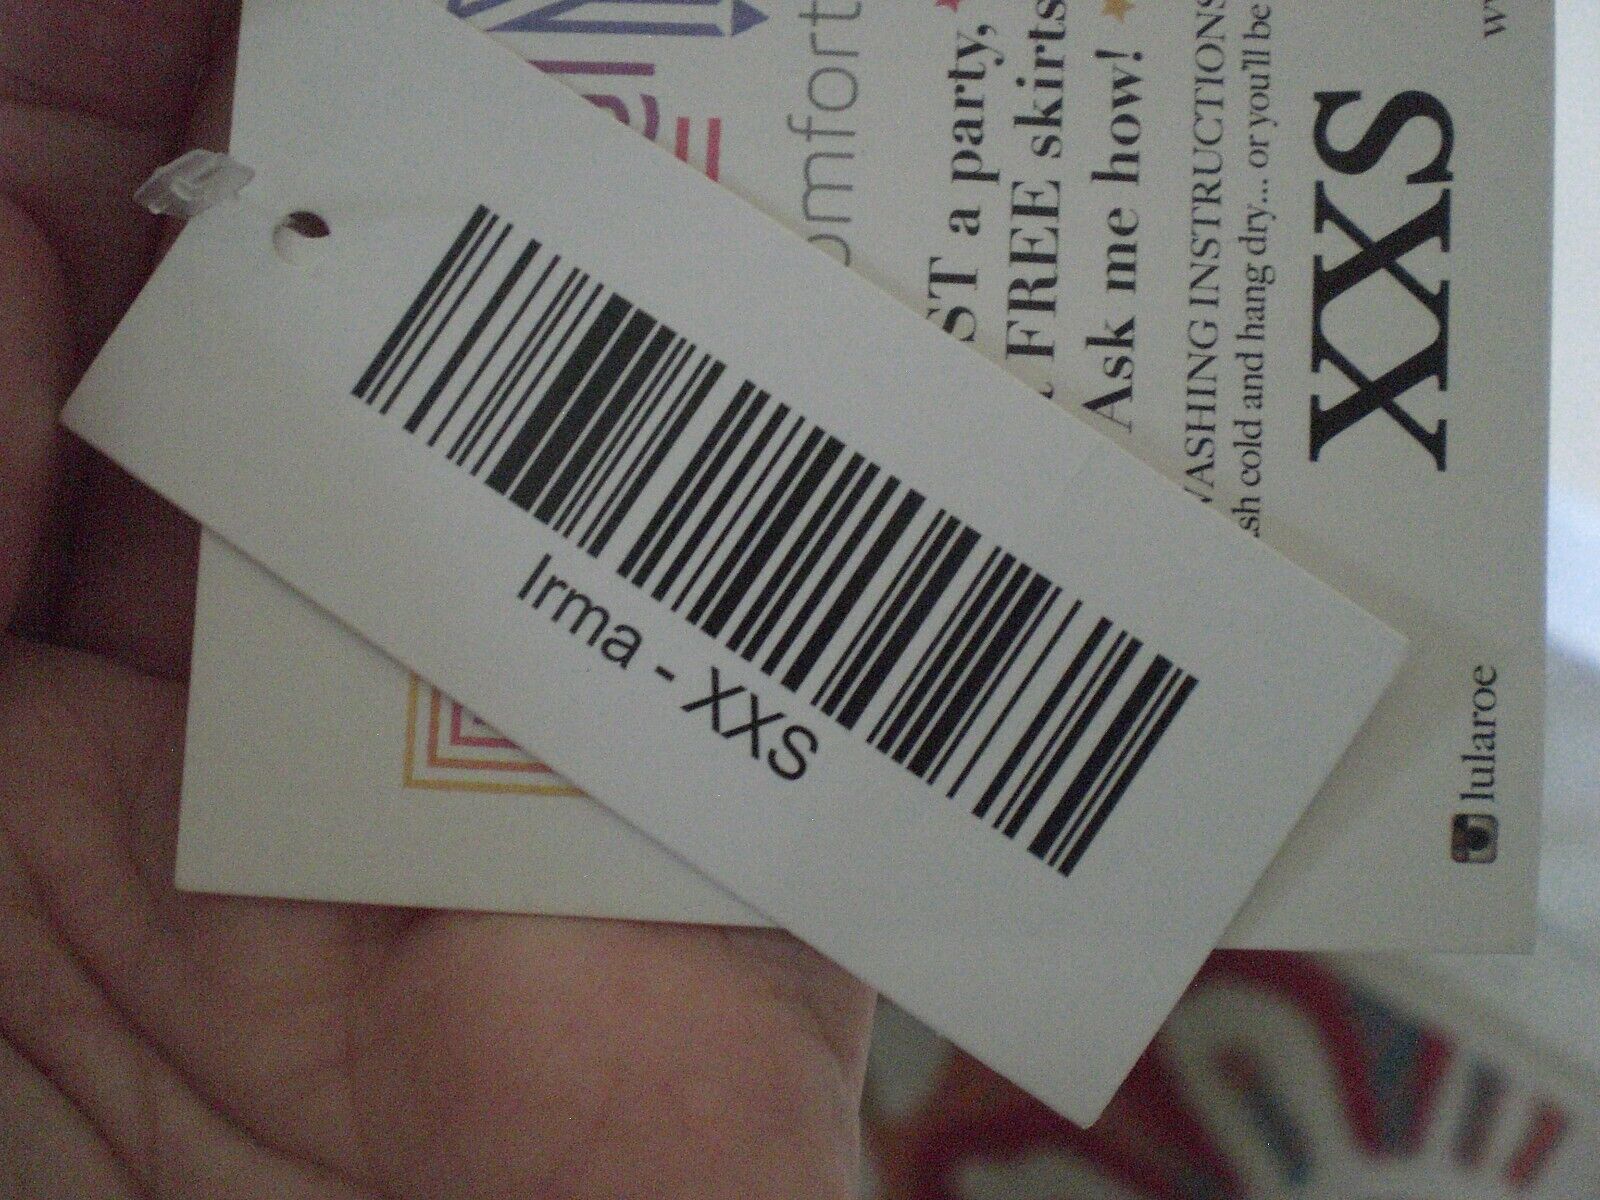 Irma - XXS
omfort
ST a party,
FREE skirts
Ask me how!
WASHING INSTRUCTIONS
sh cold and hang dry... or you'll be
XXS
lularoe